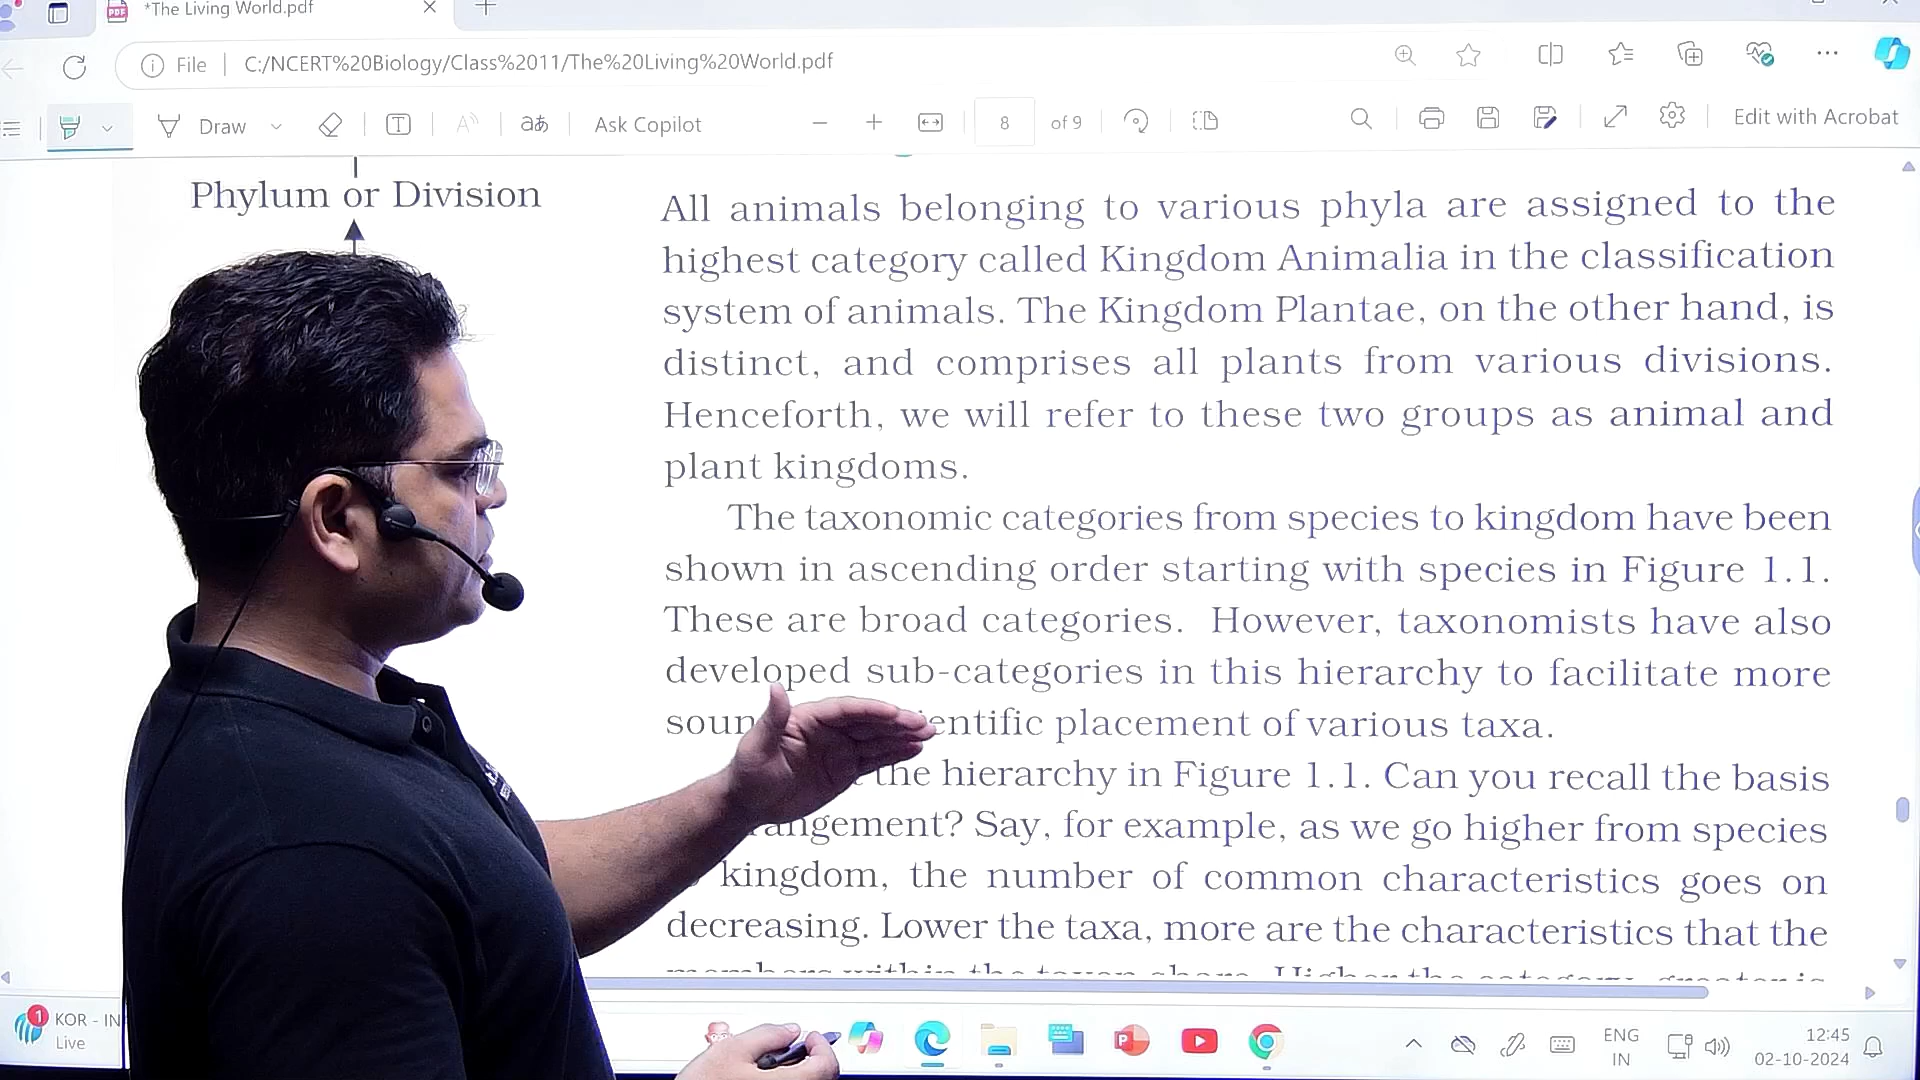 *The Living World.pdf
File
C:/NCERT%20Biology/Class%2011/The%20Living%20World.pdf
Draw
aあ
Ask Copilot
8
of 9
Edit with Acrobat
Phylum or Division
All animals belonging to various phyla are assigned to the
highest category called Kingdom Animalia in the classification
system of animals. The Kingdom Plantae, on the other hand, is
distinct, and comprises all plants from various divisions.
Henceforth, we will refer to these two groups as animal and
plant kingdoms.
The taxonomic categories from species to kingdom have been
shown in ascending order starting with species in Figure 1.1.
These are broad categories. However, taxonomists have also
developed sub-categories in this hierarchy to facilitate more
placement of various taxa.
the hierarchy in Figure 1.1. Can you recall the basis
Say, for example, as we go higher from species
kingdom, the number of common characteristics goes on
decreasing. Lower the taxa, more are the characteristics that the
1
KOR - IN
Live
ENG
IN
12:45
02-10-2024